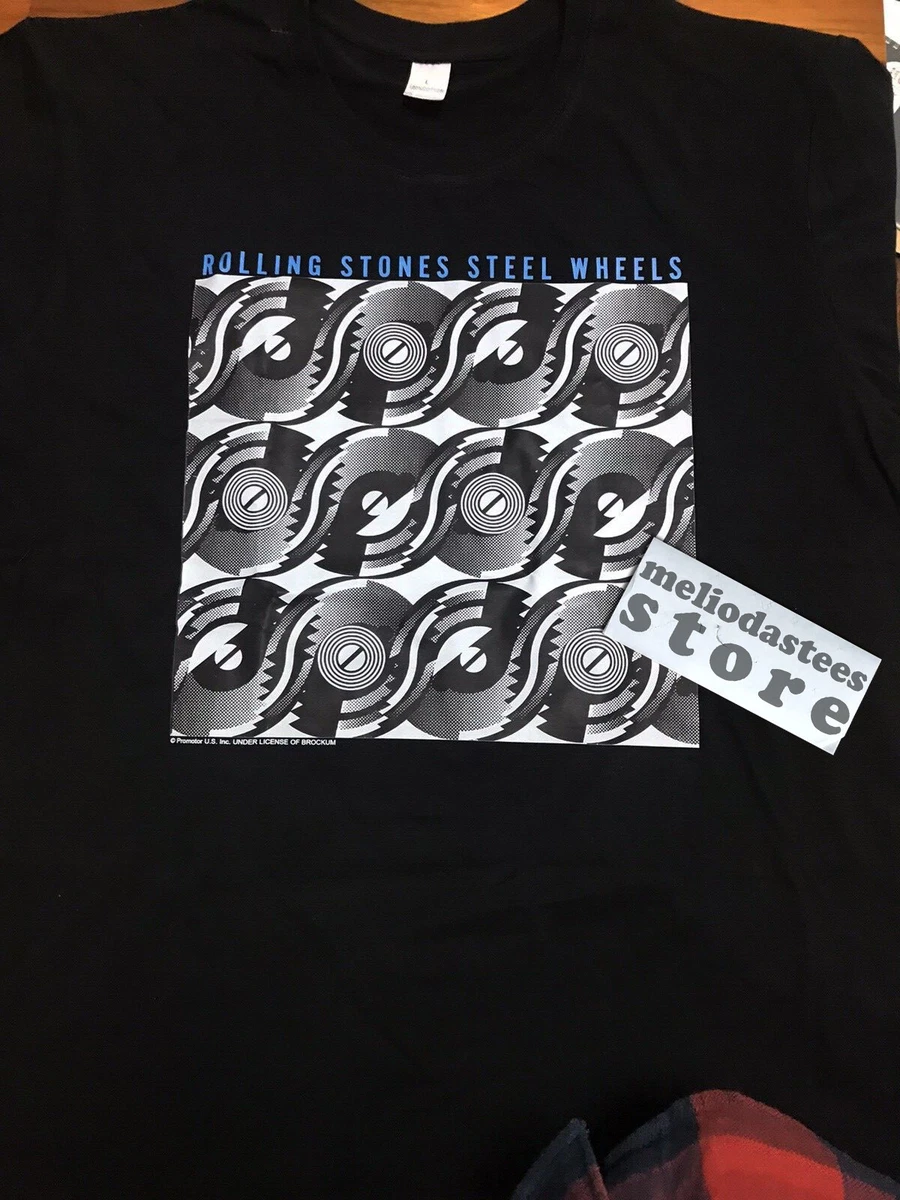 L
ROLLING STONES STEEL WHEELS
meliodastees
store
© Promotor U.S. Inc. UNDER LICENSE OF BROCKUM